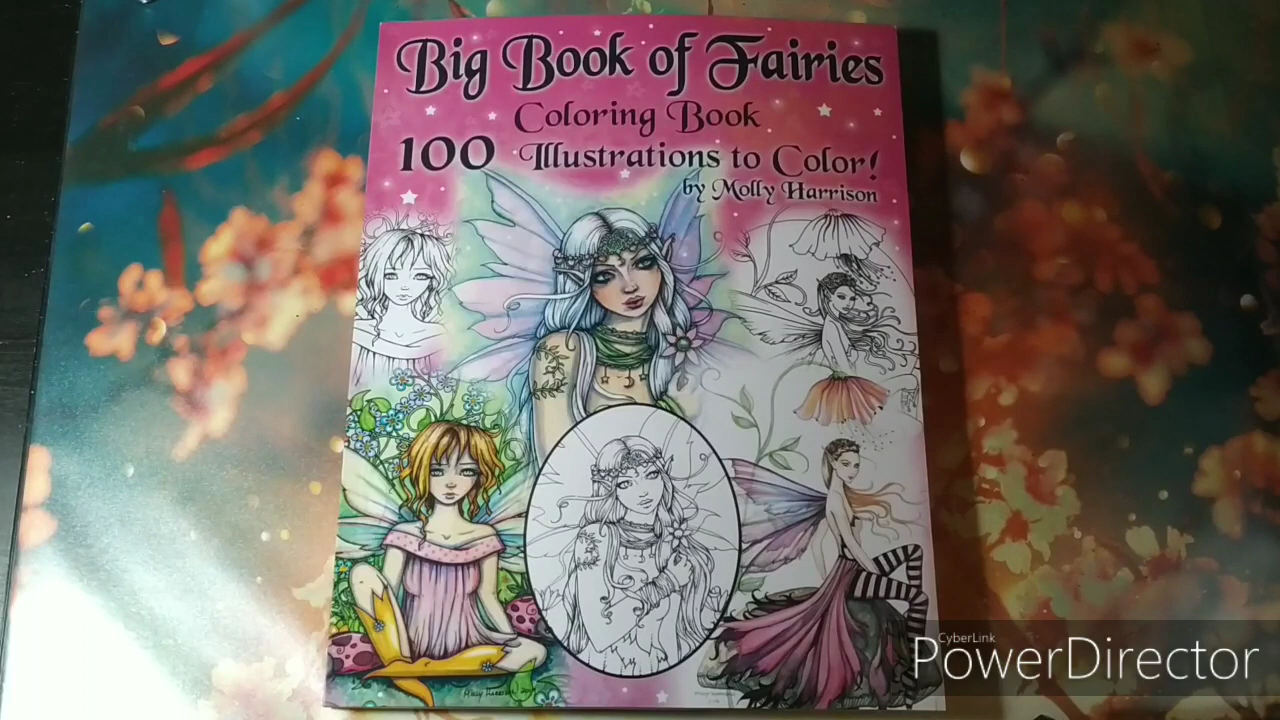 Big Book of Fairies
Coloring Book
100 Illustrations to Color!
by Molly Harrison
CyberLink
PowerDirector